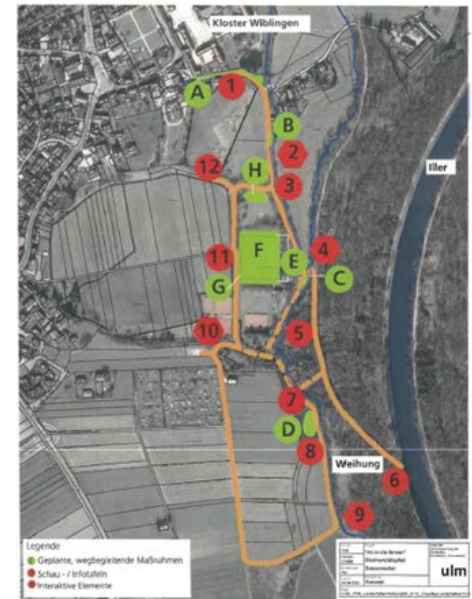 Kloster Wiblingen
A
1
B
2
12
H
3
Iller
4
F
11
E
G
C
10
5
7
D
8
Weihung
6
9
Legende
Geplante, wegbegleitende Maßnahmen
Schau - / Infotafeln
Interaktive Elemente
ulm